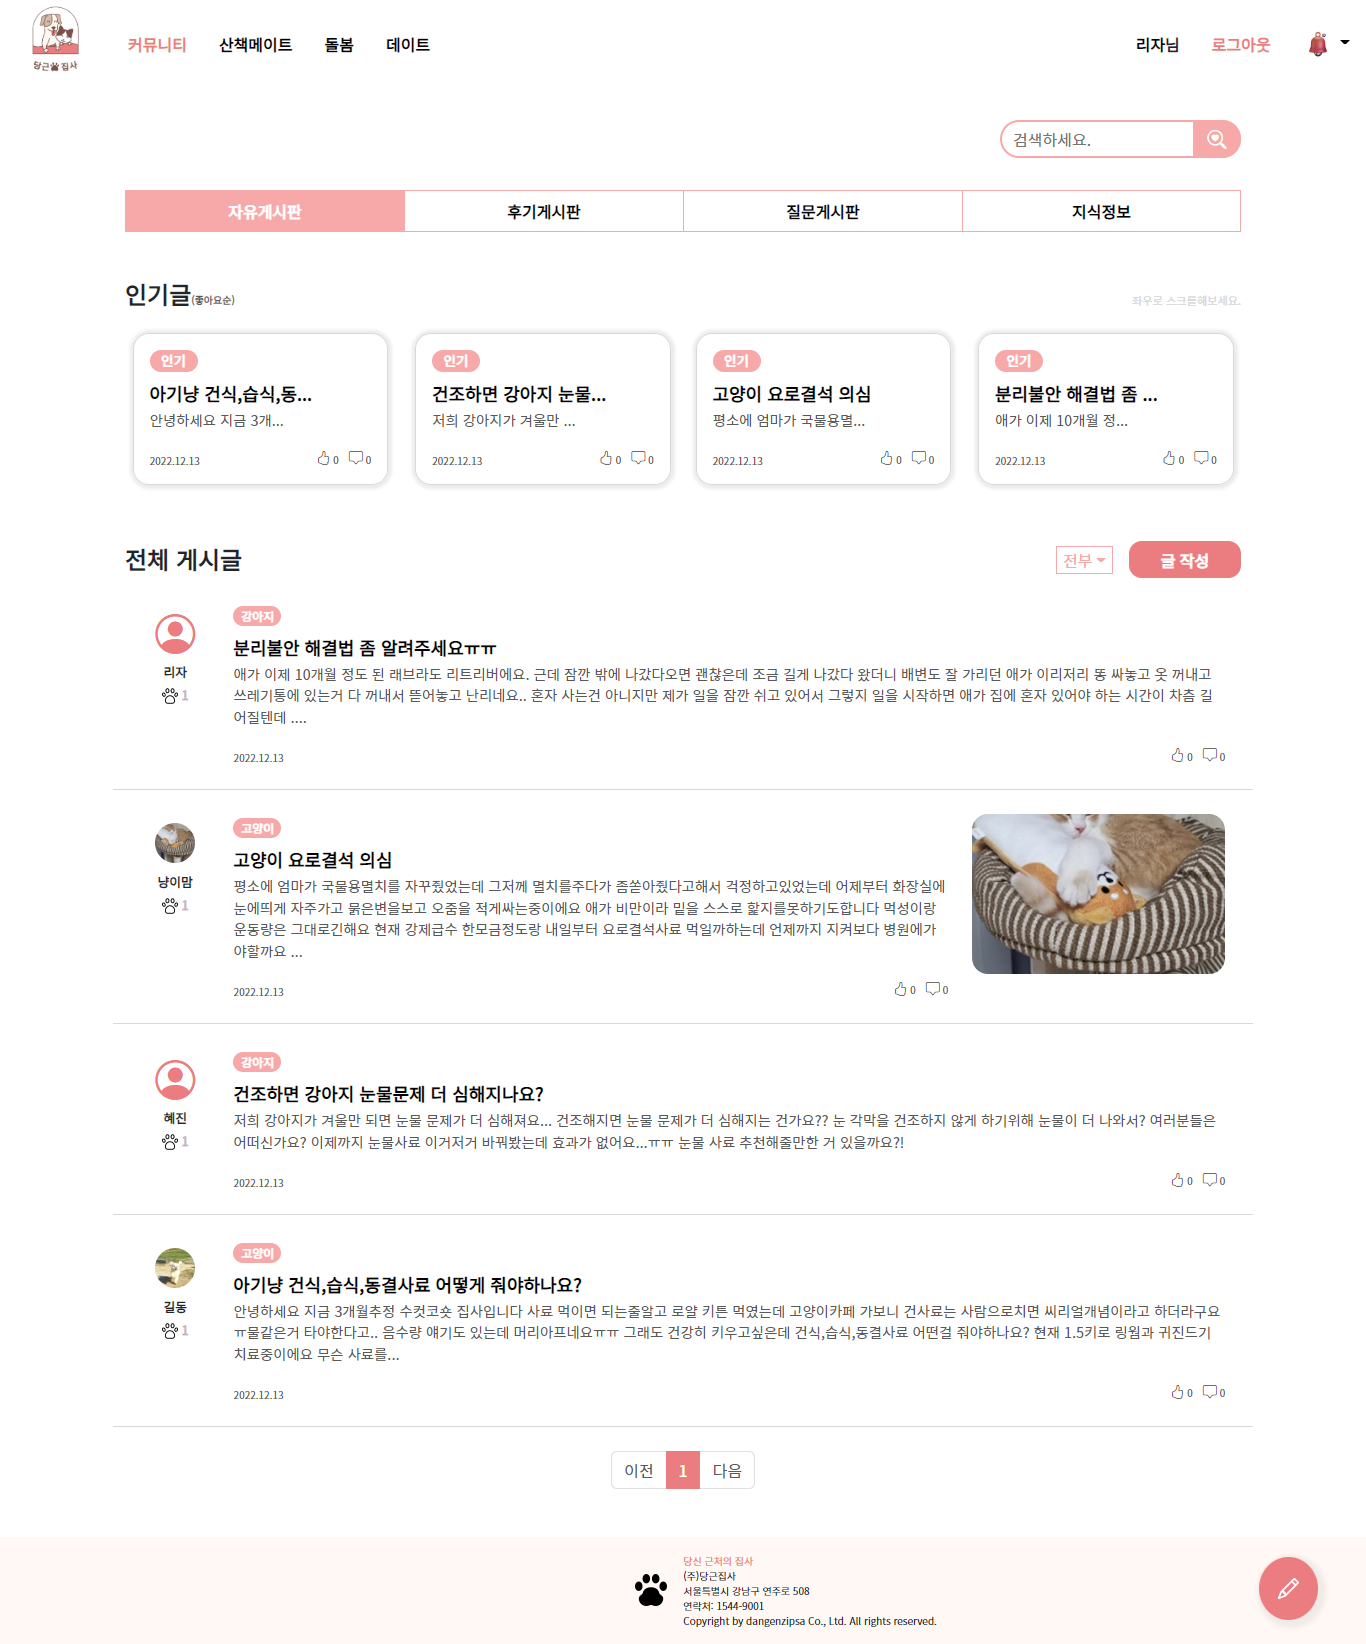 당근 집사
커뮤니티 산책메이트 돌봄 데이트 리자님 로그아웃
검색하세요.
자유게시판 후기게시판 질문게시판 지식정보
인기글(좋아요순) 좌우로 스크롤해보세요.
인기 인기 인기 인기
아기냥 건식,습식,동... 건조하면 강아지 눈물... 고양이 요로결석 의심 분리불안 해결법 좀 ...
안녕하세요 지금 3개... 저희 강아지가 겨울만 ... 평소에 엄마가 국물용멸... 애가 이제 10개월 정...
2022.12.13 0 0 2022.12.13 0 0 2022.12.13 0 0 2022.12.13 0 0
전체 게시글 전부 글 작성
강아지
분리불안 해결법 좀 알려주세요ㅠㅠ
리자
1
애가 이제 10개월 정도 된 래브라도 리트리버에요. 근데 잠깐 밖에 나갔다오면 괜찮은데 조금 길게 나갔다 왔더니 배변도 잘 가리던 애가 이리저리 똥 싸놓고 옷 꺼내고
쓰레기통에 있는거 다 꺼내서 뜯어놓고 난리네요.. 혼자 사는건 아니지만 제가 일을 잠깐 쉬고 있어서 그렇지 일을 시작하면 애가 집에 혼자 있어야 하는 시간이 차츰 길
어질텐데 ....
2022.12.13 0 0
고양이
고양이 요로결석 의심
냥이맘
1
평소에 엄마가 국물용멸치를 자꾸줬었는데 그저께 멸치를주다가 좀쏟아줬다고해서 걱정하고있었는데 어제부터 화장실에
눈에띄게 자주가고 묽은변을보고 오줌을 적게싸는중이에요 애가 비만이라 밑을 스스로 핥지를못하기도합니다 먹성이랑
운동량은 그대로긴해요 현재 강제급수 한모금정도랑 내일부터 요로결석사료 먹일까하는데 언제까지 지켜보다 병원에가
야할까요 ...
2022.12.13 0 0
강아지
건조하면 강아지 눈물문제 더 심해지나요?
혜진
1
저희 강아지가 겨울만 되면 눈물 문제가 더 심해져요... 건조해지면 눈물 문제가 더 심해지는 건가요?? 눈 각막을 건조하지 않게 하기위해 눈물이 더 나와서? 여러분들은
어떠신가요? 이제까지 눈물사료 이거저거 바꿔봤는데 효과가 없어요...ㅠㅠ 눈물 사료 추천해줄만한 거 있을까요?!
2022.12.13 0 0
고양이
아기냥 건식,습식,동결사료 어떻게 줘야하나요?
길동
1
안녕하세요 지금 3개월추정 수컷코숏 집사입니다 사료 먹이면 되는줄알고 로얄 키튼 먹였는데 고양이카페 가보니 건사료는 사람으로치면 씨리얼개념이라고 하더라구요
ㅠ물같은거 타야한다고.. 음수량 얘기도 있는데 머리아프네요ㅠㅠ 그래도 건강히 키우고싶은데 건식,습식,동결사료 어떤걸 줘야하나요? 현재 1.5키로 링웜과 귀진드기
치료중이에요 무슨 사료를...
2022.12.13 0 0
이전 1 다음
당신 근처의 집사
(주)당근집사
서울특별시 강남구 연주로 508
연락처: 1544-9001
Copyright by dangenzipsa Co., Ltd. All rights reserved.